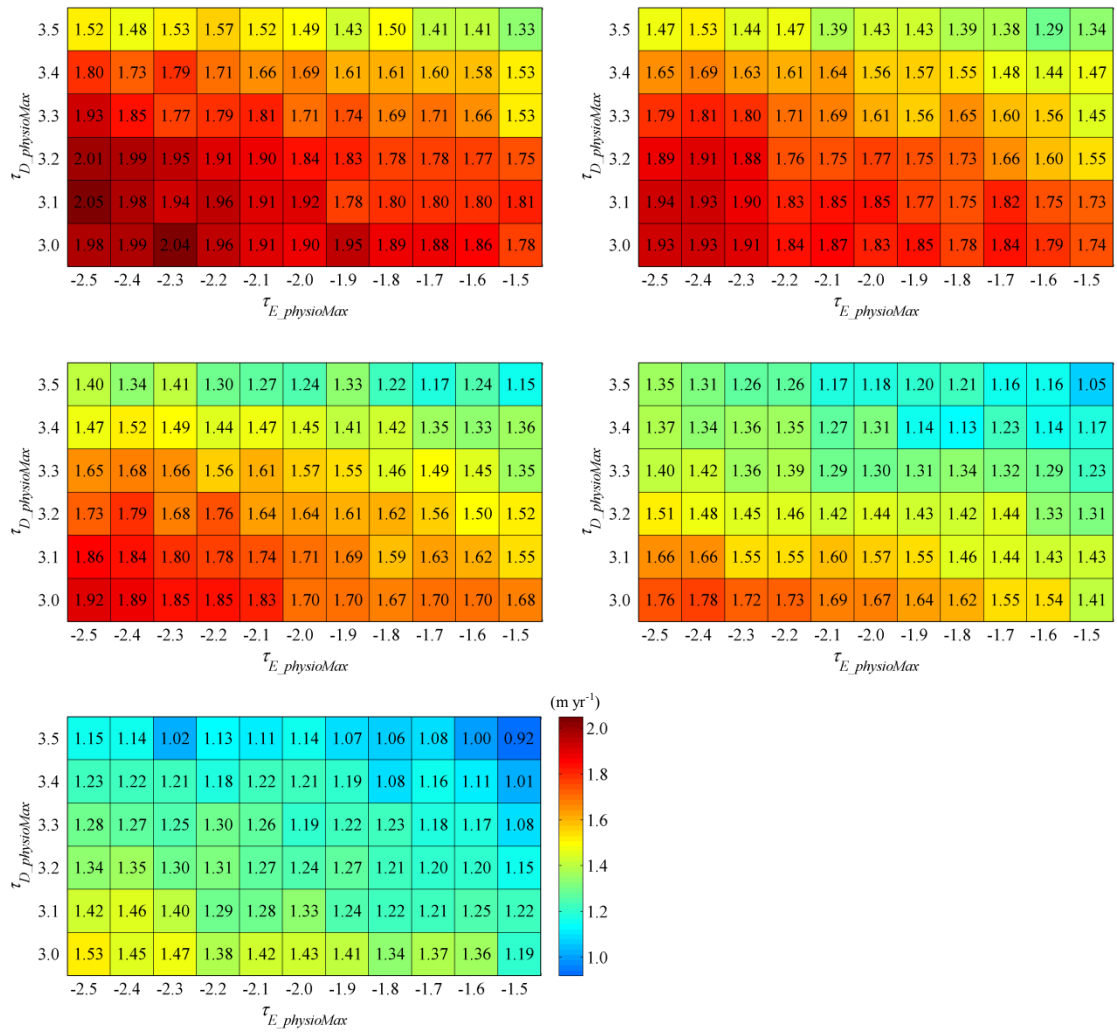 3.5 1.52 1.48 1.53 1.57 1.52 1.49 1.43 1.50 1.41 1.41 1.33
3.4 1.80 1.73 1.79 1.71 1.66 1.69 1.61 1.61 1.60 1.58 1.53
3.3 1.93 1.85 1.77 1.79 1.81 1.71 1.74 1.69 1.71 1.66 1.53
3.2 2.01 1.99 1.95 1.91 1.90 1.84 1.83 1.78 1.78 1.77 1.75
3.1 2.05 1.98 1.94 1.96 1.91 1.92 1.78 1.80 1.80 1.80 1.81
3.0 1.98 1.99 2.04 1.96 1.91 1.90 1.95 1.89 1.88 1.86 1.78
τD_physioMax
-2.5 -2.4 -2.3 -2.2 -2.1 -2.0 -1.9 -1.8 -1.7 -1.6 -1.5
τE_physioMax
3.5 1.47 1.53 1.44 1.47 1.39 1.43 1.43 1.39 1.38 1.29 1.34
3.4 1.65 1.69 1.63 1.61 1.64 1.56 1.57 1.55 1.48 1.44 1.47
3.3 1.79 1.81 1.80 1.71 1.69 1.61 1.56 1.65 1.60 1.56 1.45
3.2 1.89 1.91 1.88 1.76 1.75 1.77 1.75 1.73 1.66 1.60 1.55
3.1 1.94 1.93 1.90 1.83 1.85 1.85 1.77 1.75 1.82 1.75 1.73
3.0 1.93 1.93 1.91 1.84 1.87 1.83 1.85 1.78 1.84 1.79 1.74
τD_physioMax
-2.5 -2.4 -2.3 -2.2 -2.1 -2.0 -1.9 -1.8 -1.7 -1.6 -1.5
τE_physioMax
3.5 1.40 1.34 1.41 1.30 1.27 1.24 1.33 1.22 1.17 1.24 1.15
3.4 1.47 1.52 1.49 1.44 1.47 1.45 1.41 1.42 1.35 1.33 1.36
3.3 1.65 1.68 1.66 1.56 1.61 1.57 1.55 1.46 1.49 1.45 1.35
3.2 1.73 1.79 1.68 1.76 1.64 1.64 1.61 1.62 1.56 1.50 1.52
3.1 1.86 1.84 1.80 1.78 1.74 1.71 1.69 1.59 1.63 1.62 1.55
3.0 1.92 1.89 1.85 1.85 1.83 1.70 1.70 1.67 1.70 1.70 1.68
τD_physioMax
-2.5 -2.4 -2.3 -2.2 -2.1 -2.0 -1.9 -1.8 -1.7 -1.6 -1.5
τE_physioMax
3.5 1.35 1.31 1.26 1.26 1.17 1.18 1.20 1.21 1.16 1.16 1.05
3.4 1.37 1.34 1.36 1.35 1.27 1.31 1.14 1.13 1.23 1.14 1.17
3.3 1.40 1.42 1.36 1.39 1.29 1.30 1.31 1.34 1.32 1.29 1.23
3.2 1.51 1.48 1.45 1.46 1.42 1.44 1.43 1.42 1.44 1.33 1.31
3.1 1.66 1.66 1.55 1.55 1.60 1.57 1.55 1.46 1.44 1.43 1.43
3.0 1.76 1.78 1.72 1.73 1.69 1.67 1.64 1.62 1.55 1.54 1.41
τD_physioMax
-2.5 -2.4 -2.3 -2.2 -2.1 -2.0 -1.9 -1.8 -1.7 -1.6 -1.5
τE_physioMax
3.5 1.15 1.14 1.02 1.13 1.11 1.14 1.07 1.06 1.08 1.00 0.92
3.4 1.23 1.22 1.21 1.18 1.22 1.21 1.19 1.08 1.16 1.11 1.01
3.3 1.28 1.27 1.25 1.30 1.26 1.19 1.22 1.23 1.18 1.17 1.08
3.2 1.34 1.35 1.30 1.31 1.27 1.24 1.27 1.21 1.20 1.20 1.15
3.1 1.42 1.46 1.40 1.29 1.28 1.33 1.24 1.22 1.21 1.25 1.22
3.0 1.53 1.45 1.47 1.38 1.42 1.43 1.41 1.34 1.37 1.36 1.19
τD_physioMax
-2.5 -2.4 -2.3 -2.2 -2.1 -2.0 -1.9 -1.8 -1.7 -1.6 -1.5
τE_physioMax
(m yr⁻¹)
2.0
1.8
1.6
1.4
1.2
1.0